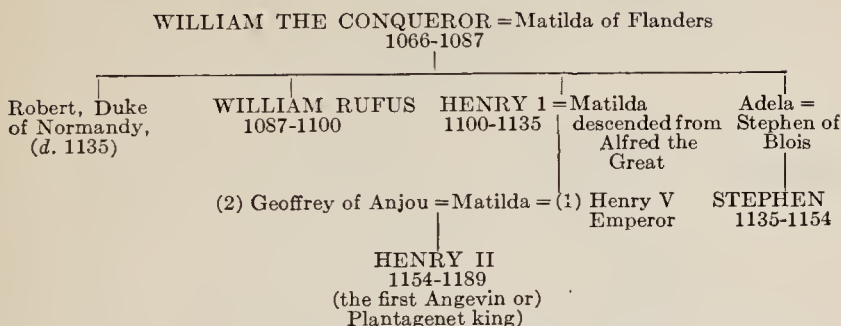 WILLIAM THE CONQUEROR = Matilda of Flanders
1066-1087
Robert, Duke of Normandy, (d. 1135)
WILLIAM RUFUS
1087-1100
HENRY 1 = Matilda
1100-1135
descended from
Alfred the
Great
Adela =
Stephen of
Blois
(2) Geoffrey of Anjou = Matilda = (1) Henry V
Emperor
STEPHEN
1135-1154
HENRY II
1154-1189
(the first Angevin or)
Plantagenet king)